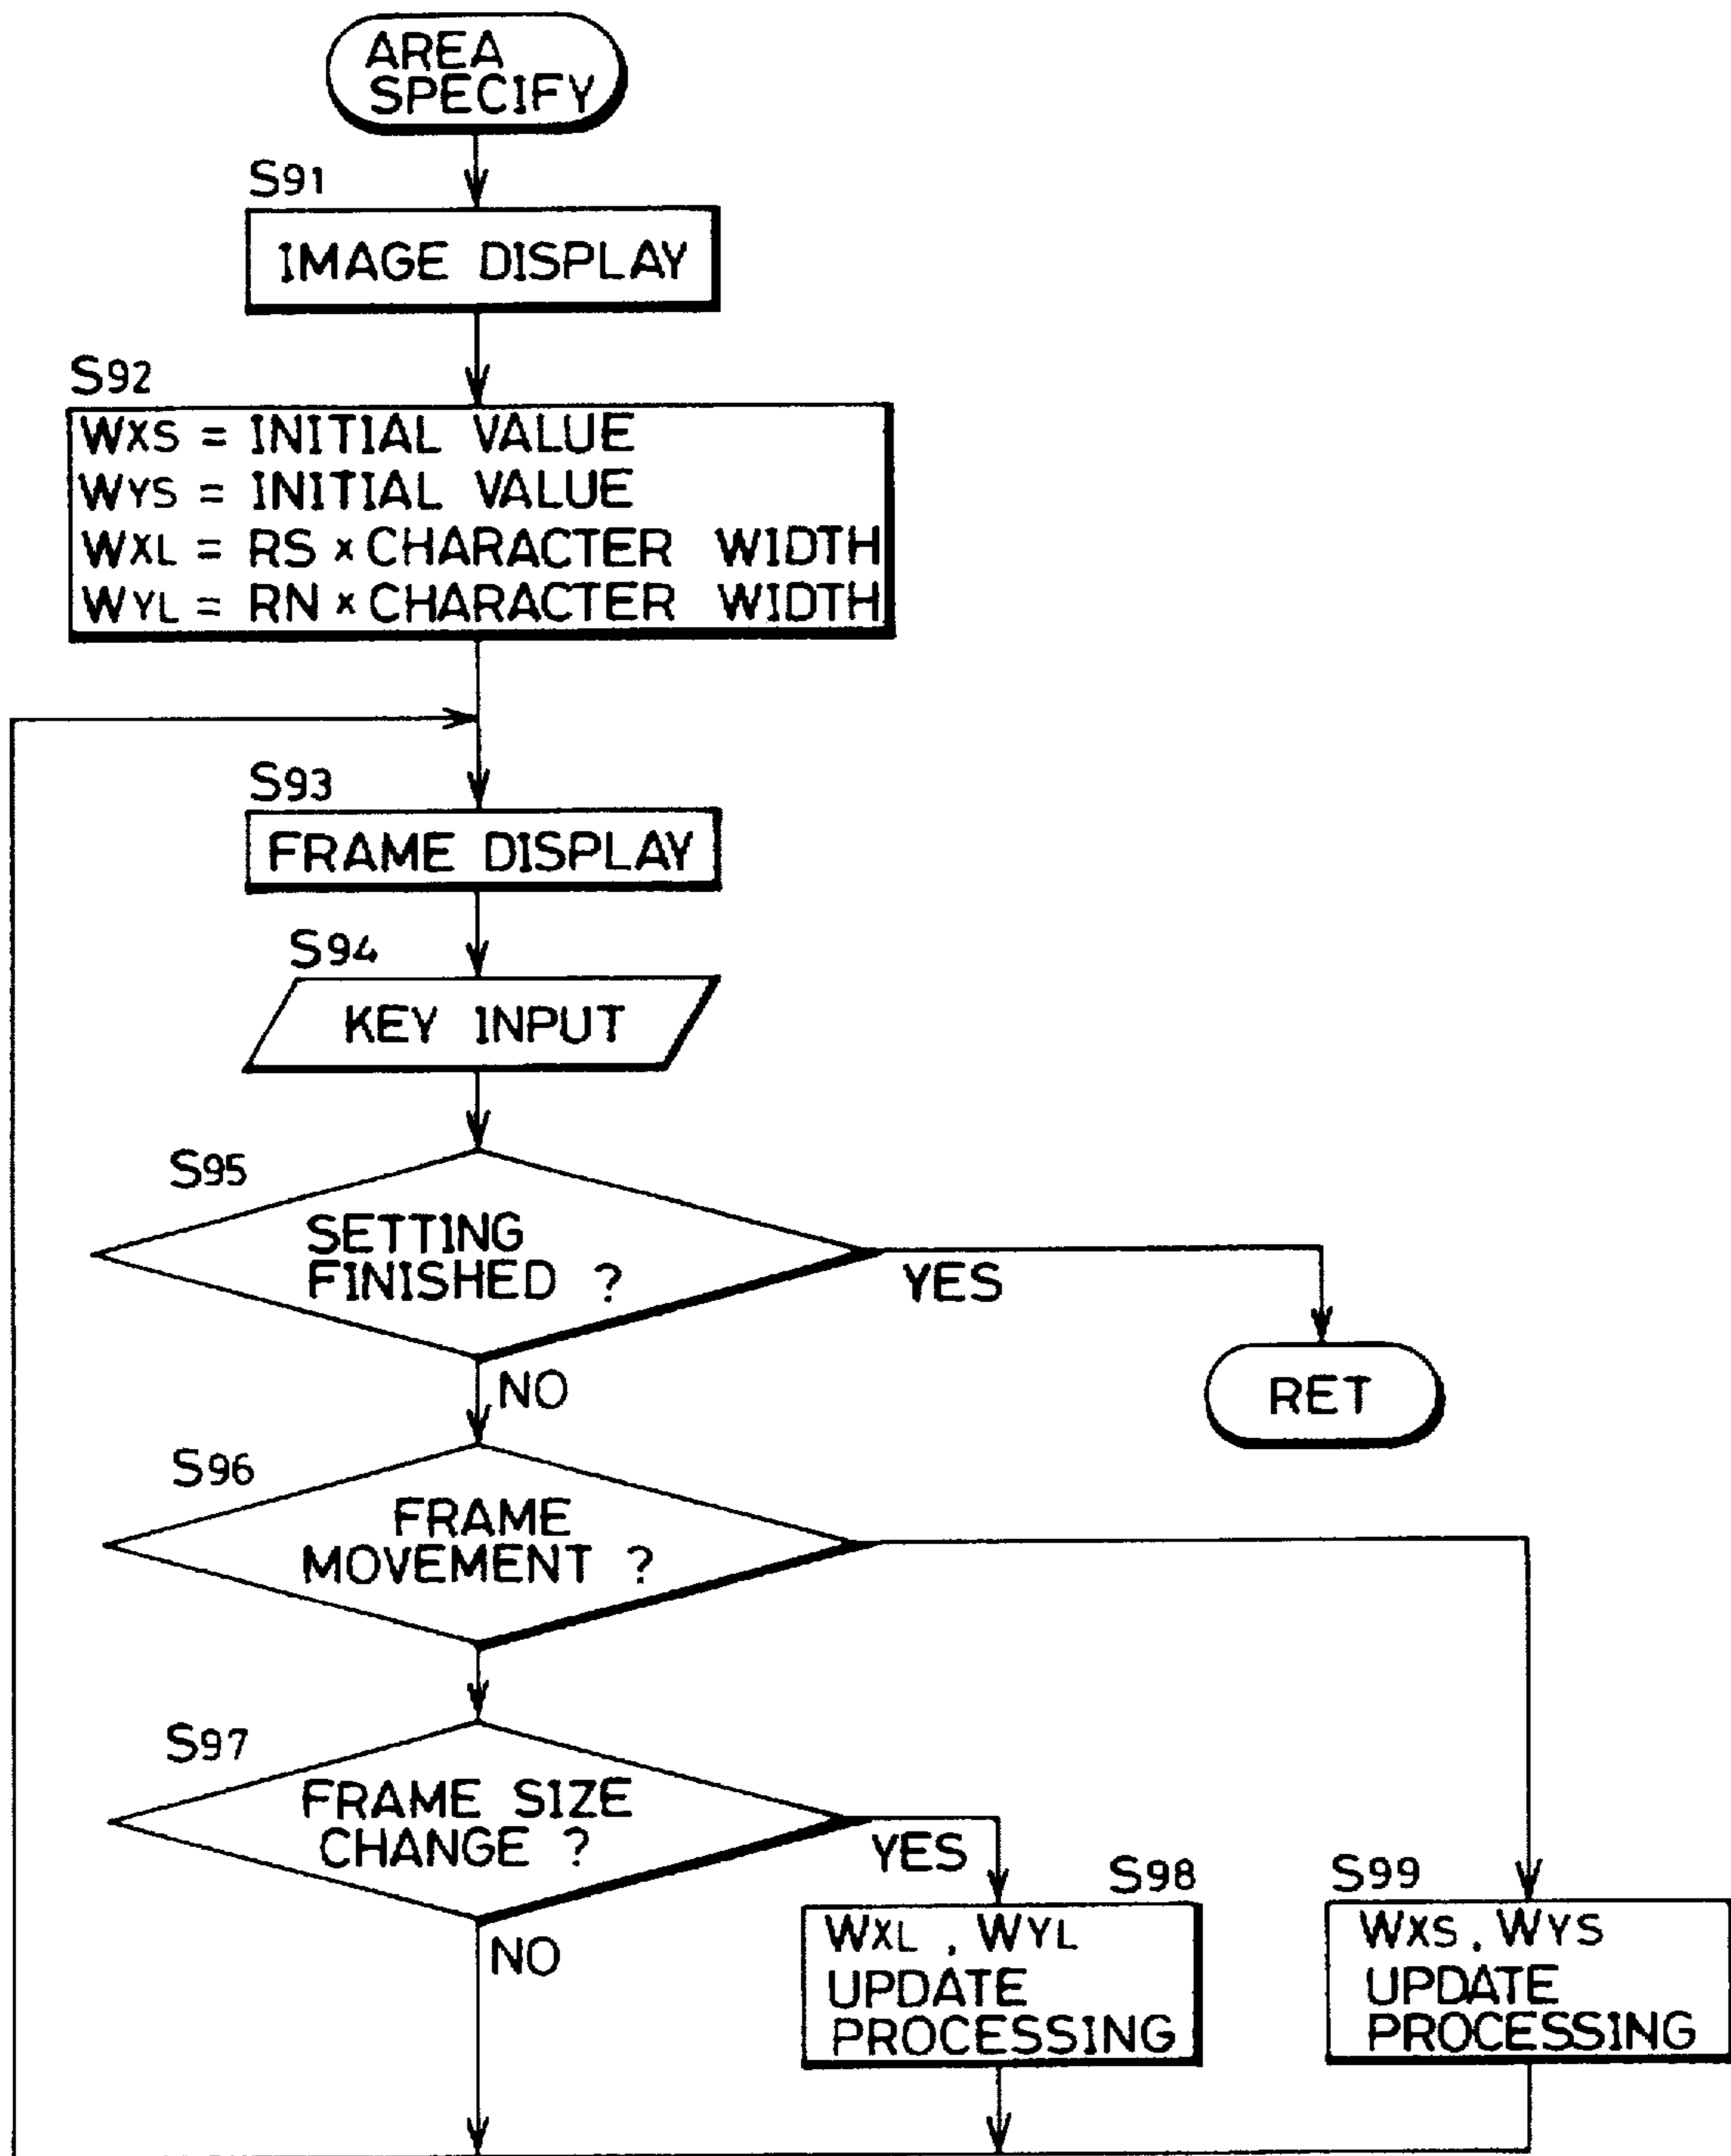 AREA
SPECIFY
S91
IMAGE DISPLAY
S92
WXS = INITIAL VALUE
WYS = INITIAL VALUE
WXL = RS × CHARACTER WIDTH
WYL = RN × CHARACTER WIDTH
S93
FRAME DISPLAY
S94
KEY INPUT
S95
SETTING
FINISHED ?
YES
RET
NO
S96
FRAME
MOVEMENT ?
S97
FRAME SIZE
CHANGE ?
YES
NO
S98
WXL , WYL
UPDATE
PROCESSING
S99
WXS , WYS
UPDATE
PROCESSING